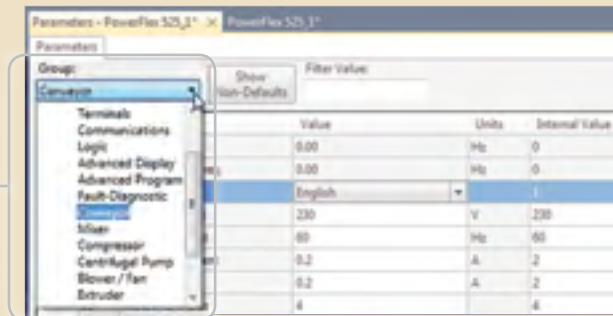 Parameters - PowerFlex 525_1* × PowerFlex 525_1*
Parameters
Group: Filter Value:
Conveyor Show Non-Defaults
Terminals
Communications
Logic
Advanced Display
Advanced Program
Fault-Diagnostic
Conveyor
Mixer
Compressor
Centrifugal Pump
Blower / Fan
Extruder
Value Units Internal Value
0.00 Hz 0
0.00 Hz 0
English 1
230 V 230
60 Hz 60
0.2 A 2
0.2 A 2
4 4